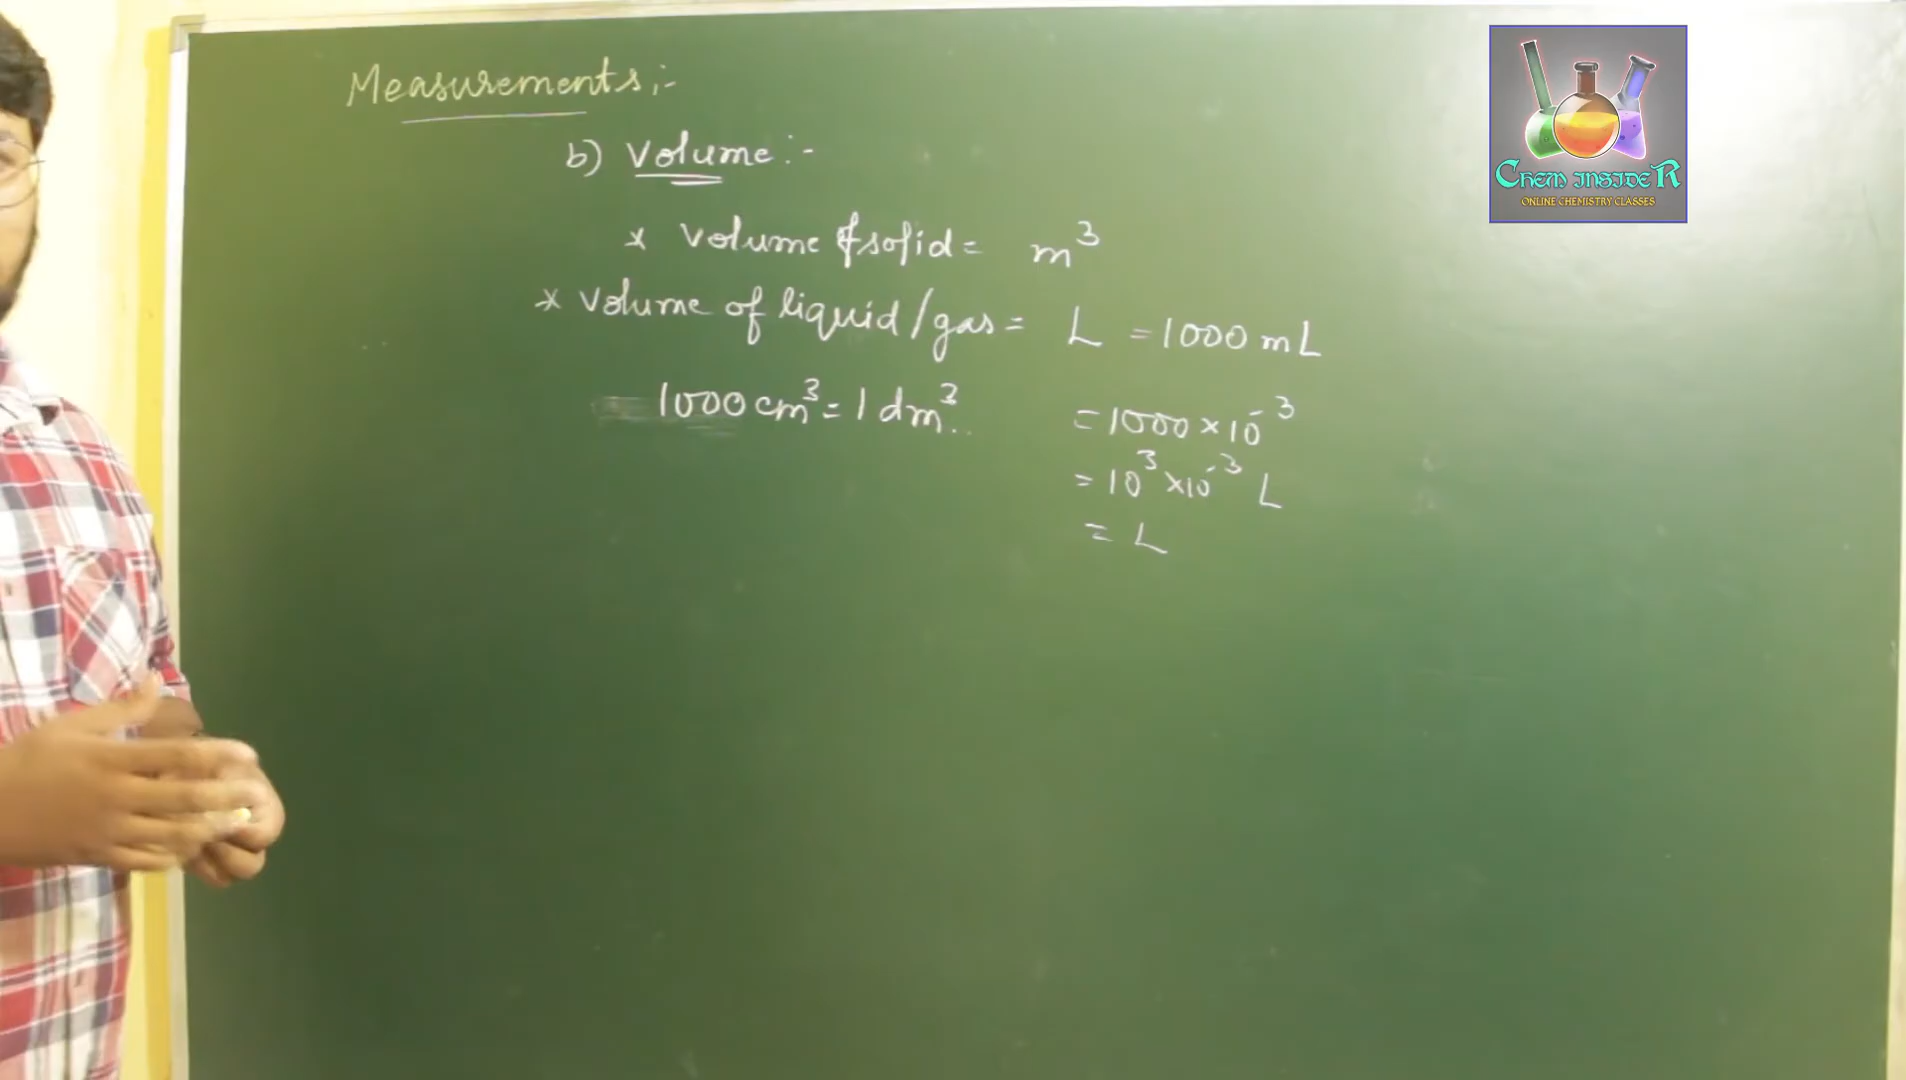 Measurements:-
b) Volume:-
* Volume of solid = m³
* Volume of liquid/gas = L = 1000 mL
= 1000 cm³ = 1 dm³..
= 1000 × 10⁻³
= 10³ × 10⁻³ L
= L
CHEM INSIDER
ONLINE CHEMISTRY CLASSES